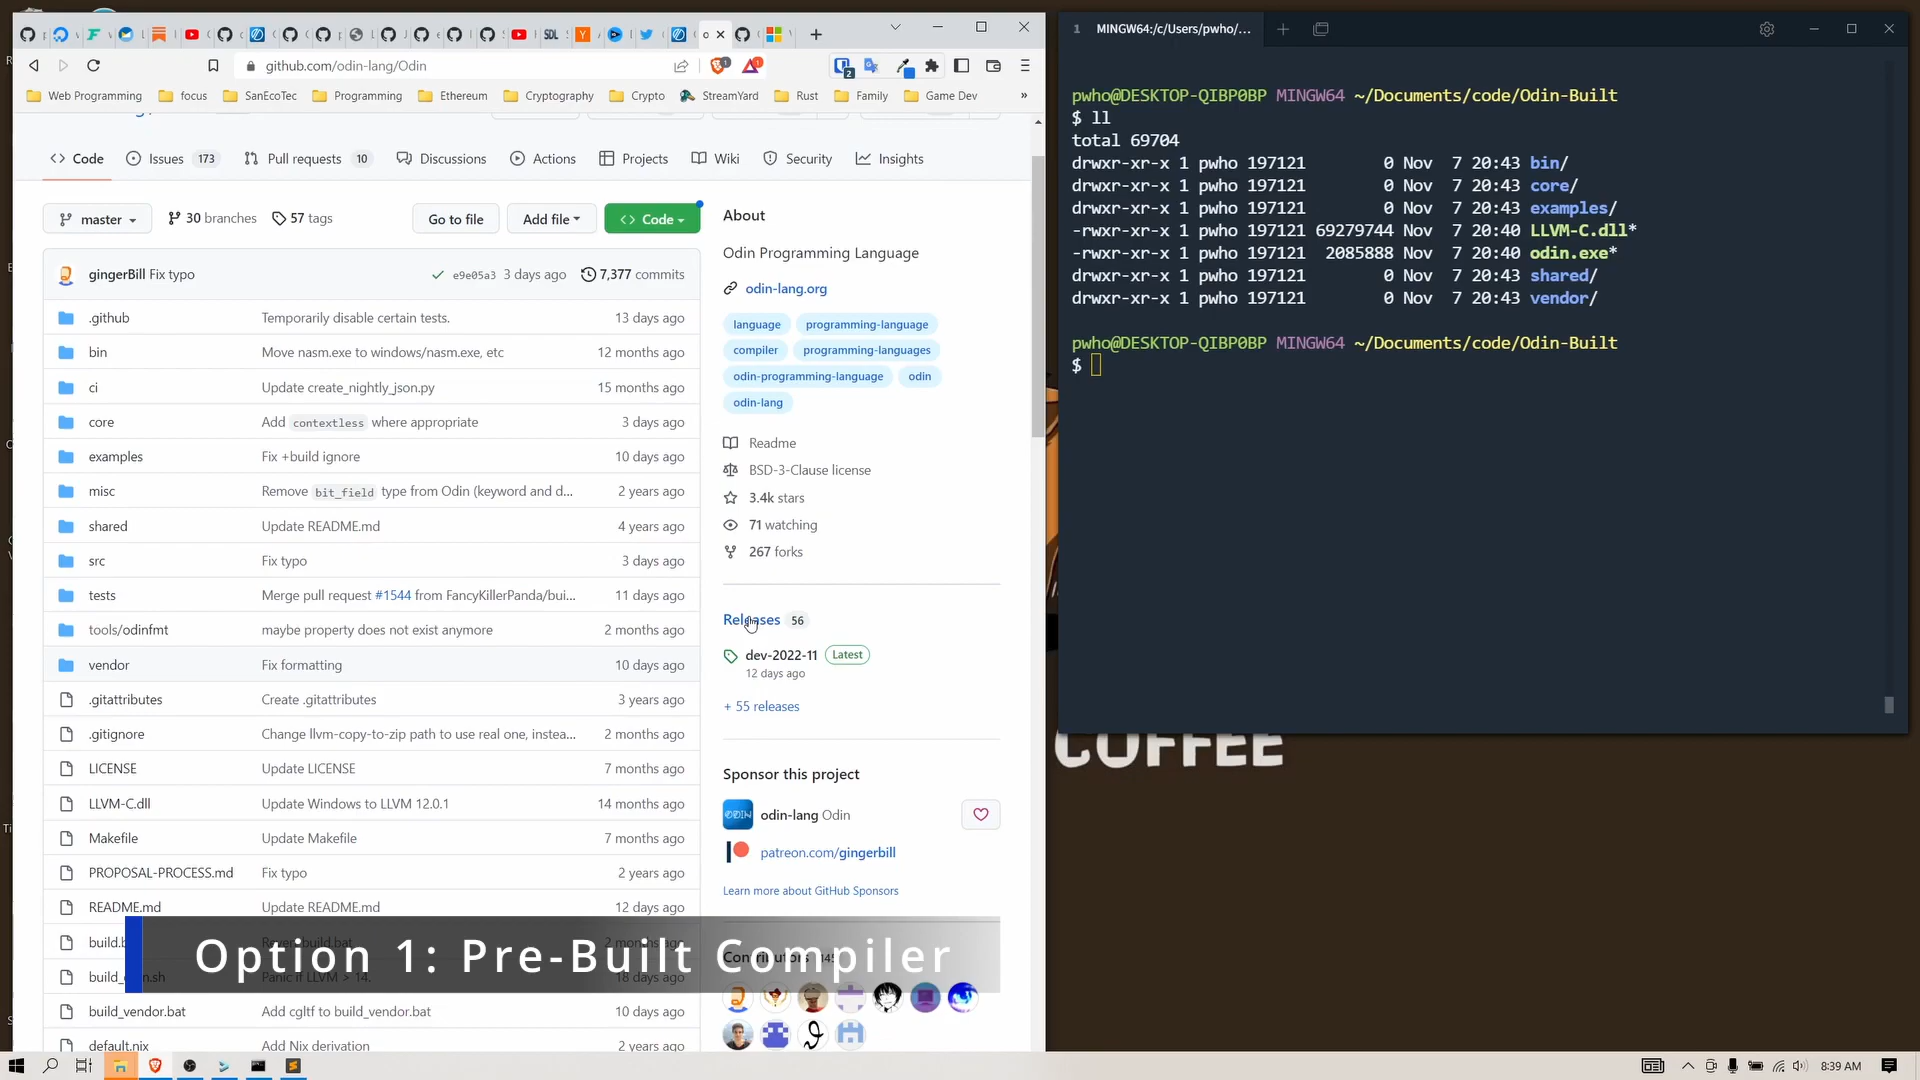 github.com/odin-lang/Odin
Web Programming
focus
SanEcoTec
Programming
Ethereum
Cryptography
Crypto
StreamYard
Rust
Family
Game Dev
»
Code
Issues 173
Pull requests 10
Discussions
Actions
Projects
Wiki
Security
Insights
master
30 branches
57 tags
Go to file
Add file
Code
gingerBill Fix typo
e9e05a3 3 days ago
7,377 commits
.github Temporarily disable certain tests. 13 days ago
bin Move nasm.exe to windows/nasm.exe, etc 12 months ago
ci Update create_nightly_json.py 15 months ago
core Add contextless where appropriate 3 days ago
examples Fix +build ignore 10 days ago
misc Remove bit_field type from Odin (keyword and d... 2 years ago
shared Update README.md 4 years ago
src Fix typo 3 days ago
tests Merge pull request #1544 from FancyKillerPanda/bui... 11 days ago
tools/odinfmt maybe property does not exist anymore 2 months ago
vendor Fix formatting 10 days ago
.gitattributes Create .gitattributes 3 years ago
.gitignore Change llvm-copy-to-zip path to use real one, instea... 2 months ago
LICENSE Update LICENSE 7 months ago
LLVM-C.dll Update Windows to LLVM 12.0.1 14 months ago
Makefile Update Makefile 7 months ago
PROPOSAL-PROCESS.md Fix typo 2 years ago
README.md Update README.md 12 days ago
build_vendor.bat Add cgltf to build_vendor.bat 10 days ago
default.nix Add Nix derivation 2 years ago
About
Odin Programming Language
odin-lang.org
language
programming-language
compiler
programming-languages
odin-programming-language
odin
odin-lang
Readme
BSD-3-Clause license
3.4k stars
71 watching
267 forks
Releases 56
dev-2022-11 Latest
12 days ago
+ 55 releases
Sponsor this project
odin-lang Odin
patreon.com/gingerbill
Learn more about GitHub Sponsors
Option 1: Pre-Built Compiler
1 MINGW64:/c/Users/pwho/...
pwho@DESKTOP-QIBP0BP MINGW64 ~/Documents/code/Odin-Built
$ ll
total 69704
drwxr-xr-x 1 pwho 197121 0 Nov 7 20:43 bin/
drwxr-xr-x 1 pwho 197121 0 Nov 7 20:43 core/
drwxr-xr-x 1 pwho 197121 0 Nov 7 20:43 examples/
-rwxr-xr-x 1 pwho 197121 69279744 Nov 7 20:40 LLVM-C.dll*
-rwxr-xr-x 1 pwho 197121 2085888 Nov 7 20:40 odin.exe*
drwxr-xr-x 1 pwho 197121 0 Nov 7 20:43 shared/
drwxr-xr-x 1 pwho 197121 0 Nov 7 20:43 vendor/
pwho@DESKTOP-QIBP0BP MINGW64 ~/Documents/code/Odin-Built
$
COFFEE
8:39 AM